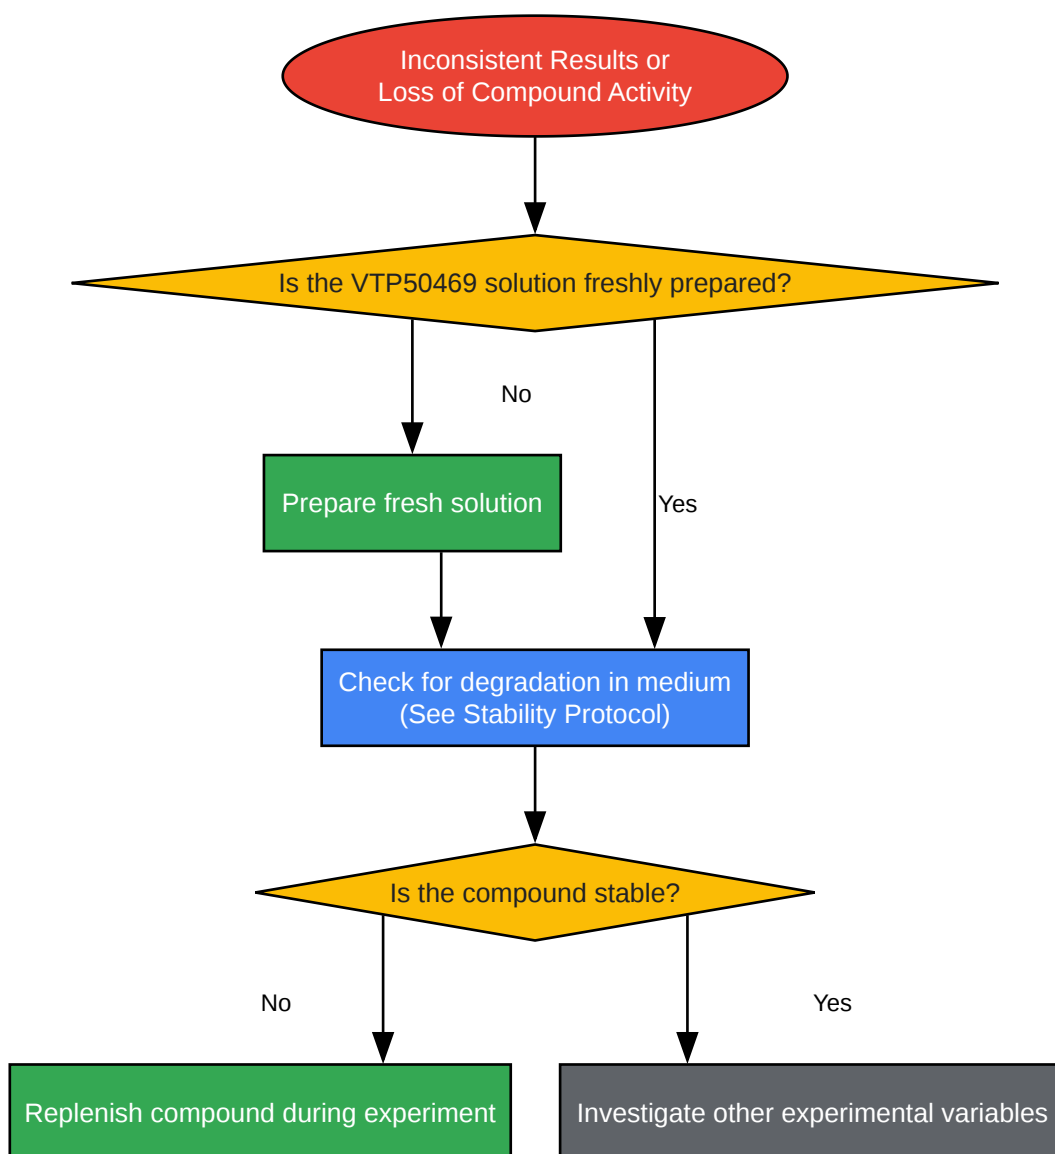 Inconsistent Results or
Loss of Compound Activity
Is the VTP50469 solution freshly prepared?
No
Prepare fresh solution
Yes
Check for degradation in medium
(See Stability Protocol)
Is the compound stable?
No
Yes
Replenish compound during experiment
Investigate other experimental variables